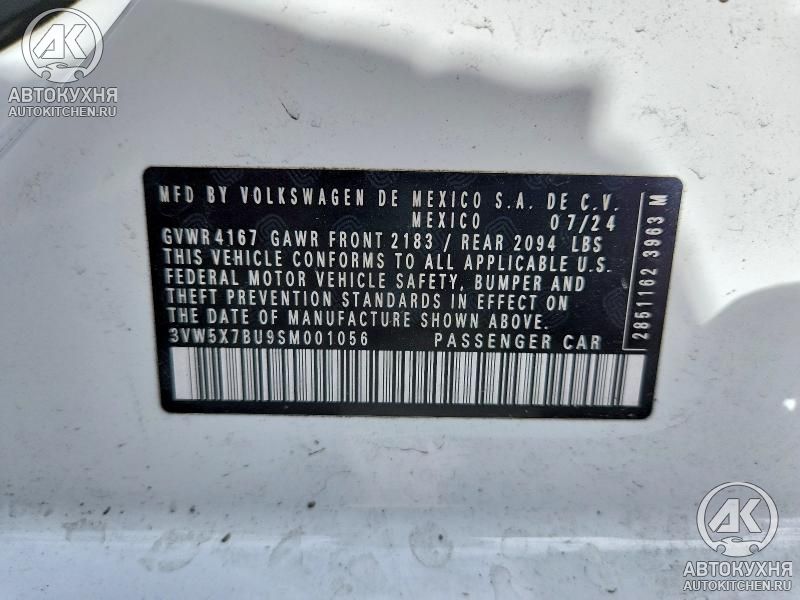 4K
АВТОКУХНЯ
AUTOKITCHEN.RU
MFD BY VOLKSWAGEN DE MEXICO S.A. DE C.V.
MEXICO 07/24
GVWR 4167 GAWR FRONT 2183 / REAR 2094 LBS
THIS VEHICLE CONFORMS TO ALL APPLICABLE U.S.
FEDERAL MOTOR VEHICLE SAFETY, BUMPER AND
THEFT PREVENTION STANDARDS IN EFFECT ON
THE DATE OF MANUFACTURE SHOWN ABOVE.
3VW5X7BU9SM001056 PASSENGER CAR
2851162 3963 M
АК
АВТОКУХНЯ
AUTOKITCHEN.RU